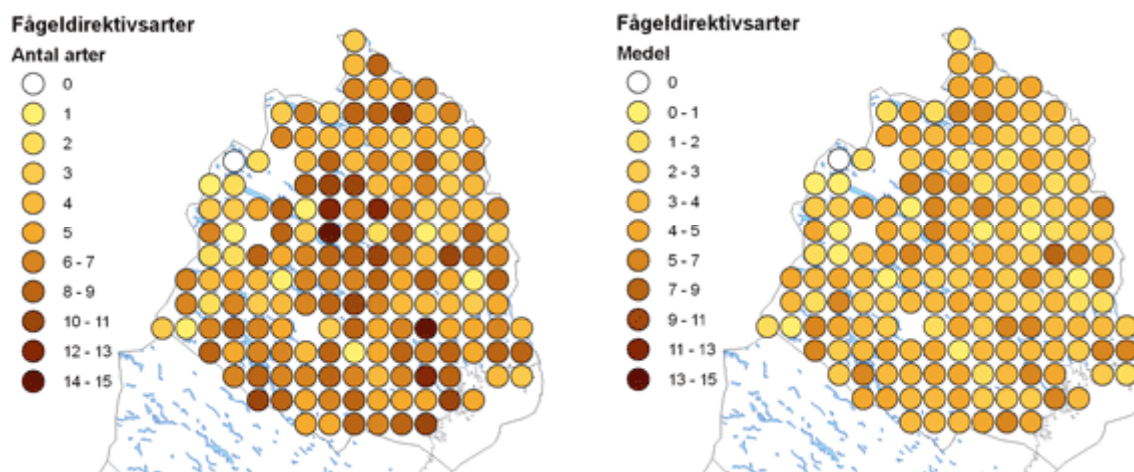 Fågeldirektivsarter
Antal arter
0
1
2
3
4
5
6 - 7
8 - 9
10 - 11
12 - 13
14 - 15
Fågeldirektivsarter
Medel
0
0 - 1
1 - 2
2 - 3
3 - 4
4 - 5
5 - 7
7 - 9
9 - 11
11 - 13
13 - 15